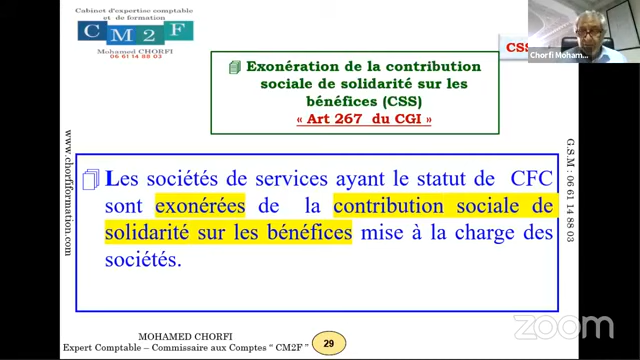 Cabinet d'expertise comptable
et de formation
CM2F
Mohamed CHORFI
06 61 14 88 03
CSS
Chorfi Moham...
Exonération de la contribution
sociale de solidarité sur les
bénéfices (CSS)
« Art 267 du CGI »
www.chorfiformation.com
G.S.M : 06 61 14 88 03
Les sociétés de services ayant le statut de CFC
sont exonérées de la contribution sociale de
solidarité sur les bénéfices mise à la charge des
sociétés.
MOHAMED CHORFI
Expert Comptable – Commissaire aux Comptes “ CM2F ”
29
zoom